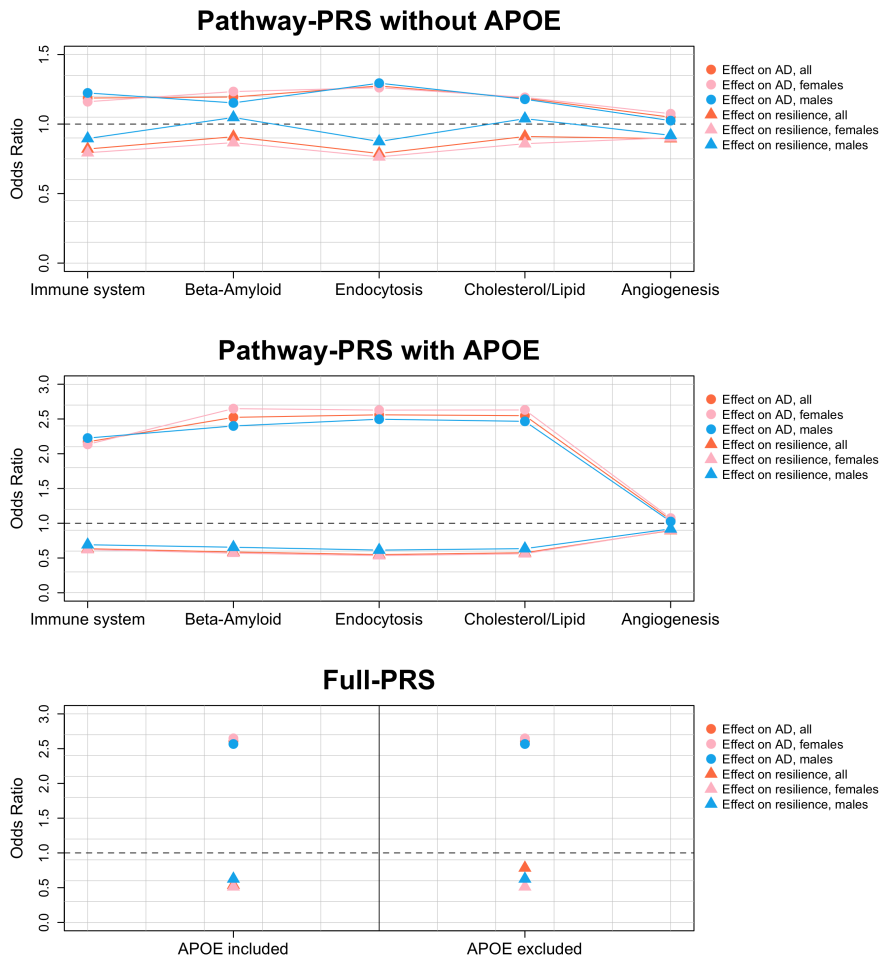 Pathway-PRS without APOE
Odds Ratio
1.5
1.0
0.5
0.0
Immune system
Beta-Amyloid
Endocytosis
Cholesterol/Lipid
Angiogenesis
Effect on AD, all
Effect on AD, females
Effect on AD, males
Effect on resilience, all
Effect on resilience, females
Effect on resilience, males
Pathway-PRS with APOE
Odds Ratio
3.0
2.5
2.0
1.5
1.0
0.5
0.0
Immune system
Beta-Amyloid
Endocytosis
Cholesterol/Lipid
Angiogenesis
Effect on AD, all
Effect on AD, females
Effect on AD, males
Effect on resilience, all
Effect on resilience, females
Effect on resilience, males
Full-PRS
Odds Ratio
3.0
2.5
2.0
1.5
1.0
0.5
0.0
APOE included
APOE excluded
Effect on AD, all
Effect on AD, females
Effect on AD, males
Effect on resilience, all
Effect on resilience, females
Effect on resilience, males